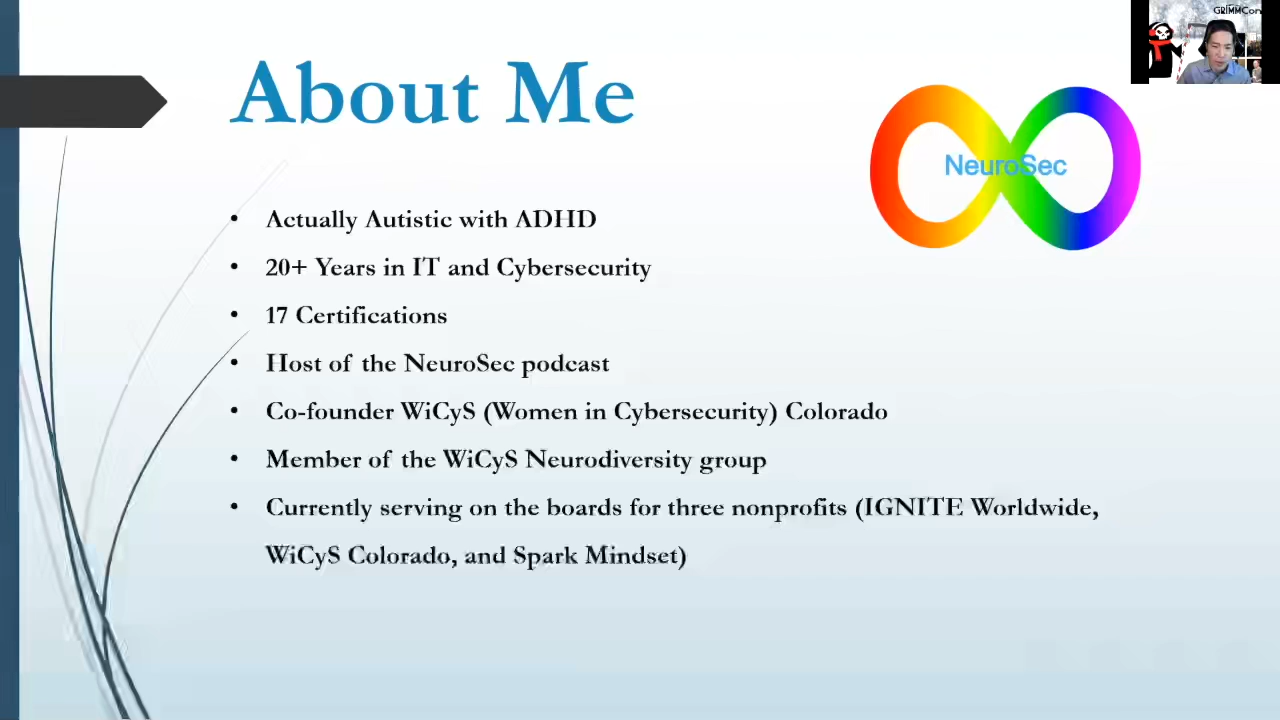 GRIMMCon
About Me
NeuroSec
• Actually Autistic with ADHD
• 20+ Years in IT and Cybersecurity
• 17 Certifications
• Host of the NeuroSec podcast
• Co-founder WiCyS (Women in Cybersecurity) Colorado
• Member of the WiCyS Neurodiversity group
• Currently serving on the boards for three nonprofits (IGNITE Worldwide,
WiCyS Colorado, and Spark Mindset)